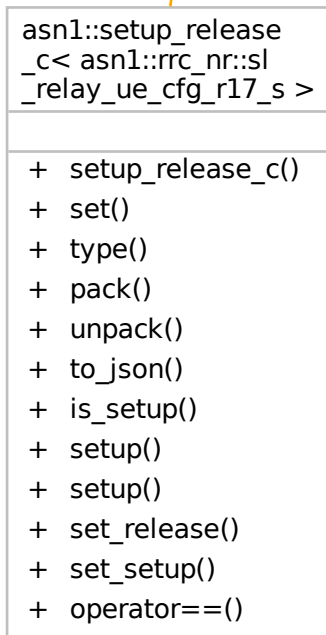 asn1::setup_release
_c< asn1::rrc_nr::sl
_relay_ue_cfg_r17_s >
+ setup_release_c()
+ set()
+ type()
+ pack()
+ unpack()
+ to_json()
+ is_setup()
+ setup()
+ setup()
+ set_release()
+ set_setup()
+ operator==()